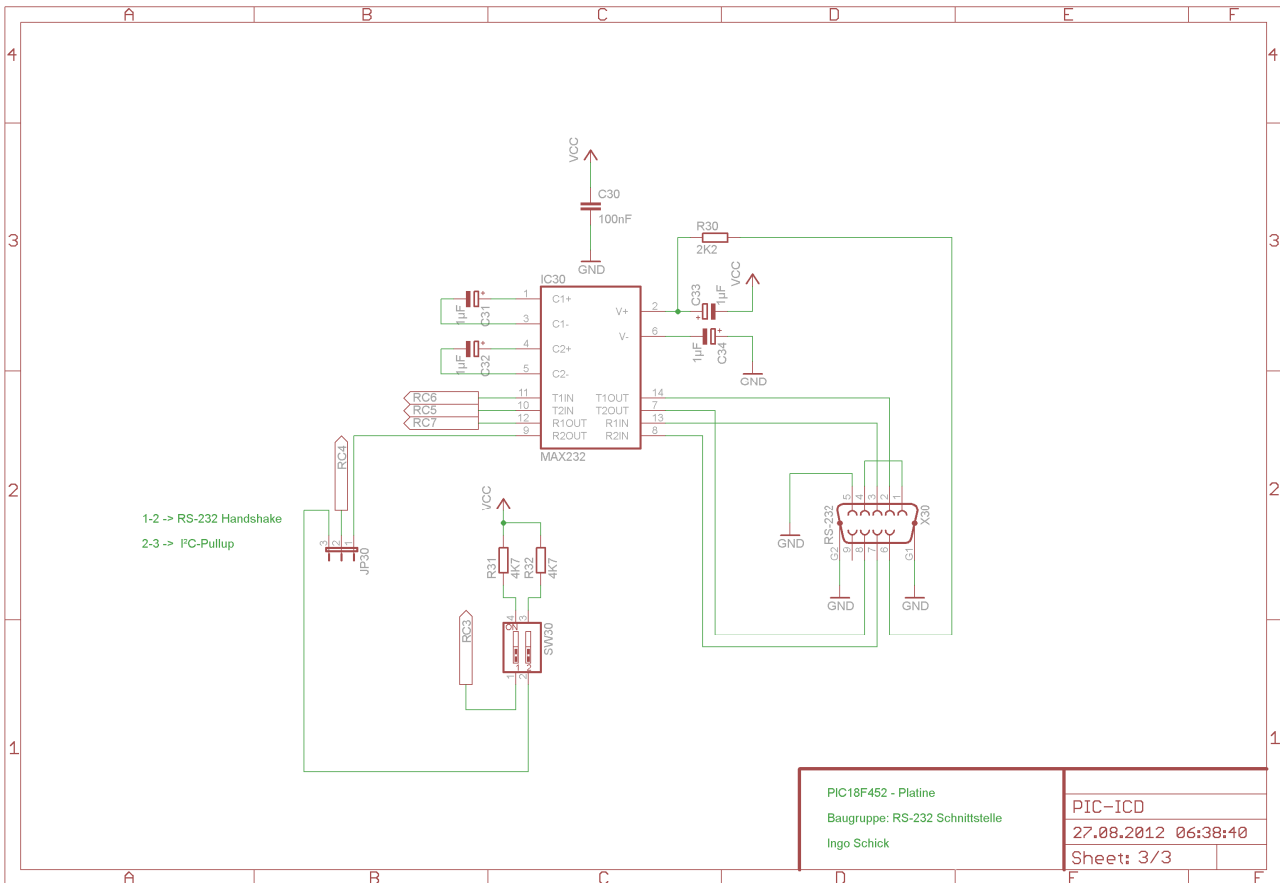 A B C D E F
4 4
VCC
C30
100nF
GND
3 3
R30
2K2
VCC
IC30
C33
1µF
1 C1+
3 C1-
4 C2+
5 C2-
11 T1IN
10 T2IN
12 R1OUT
9 R2OUT
V+ 2
V- 6
T1OUT 14
T2OUT 7
R1IN 13
R2IN 8
MAX232
1µF
C31
1µF
C32
1µF
C34
GND
RC6
RC5
RC7
RC4
2 2
1-2 -> RS-232 Handshake
2-3 -> I²C-Pullup
3 2 1
JP30
VCC
R31
4K7
R32
4K7
4 3
ON
1 2
SW30
1 2
RC3
GND
RS-232
5 4 3 2 1
X30
G2 9 8 7 6 G1
GND
GND
1 1
PIC18F452 - Platine
Baugruppe: RS-232 Schnittstelle
Ingo Schick
PIC-ICD
27.08.2012 06:38:40
Sheet: 3/3
A B C D E F